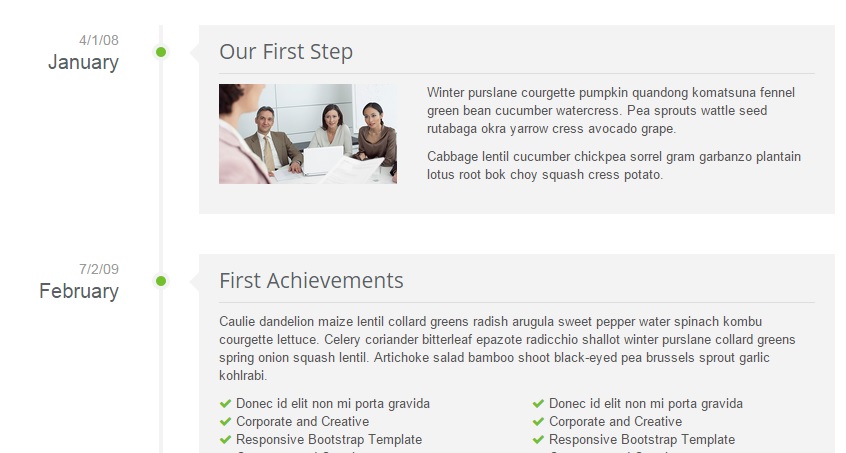 4/1/08
January
Our First Step
Winter purslane courgette pumpkin quandong komatsuna fennel
green bean cucumber watercress. Pea sprouts wattle seed
rutabaga okra yarrow cress avocado grape.
Cabbage lentil cucumber chickpea sorrel gram garbanzo plantain
lotus root bok choy squash cress potato.
7/2/09
February
First Achievements
Caulie dandelion maize lentil collard greens radish arugula sweet pepper water spinach kombu
courgette lettuce. Celery coriander bitterleaf epazote radicchio shallot winter purslane collard greens
spring onion squash lentil. Artichoke salad bamboo shoot black-eyed pea brussels sprout garlic
kohlrabi.
Donec id elit non mi porta gravida
Corporate and Creative
Responsive Bootstrap Template
Donec id elit non mi porta gravida
Corporate and Creative
Responsive Bootstrap Template